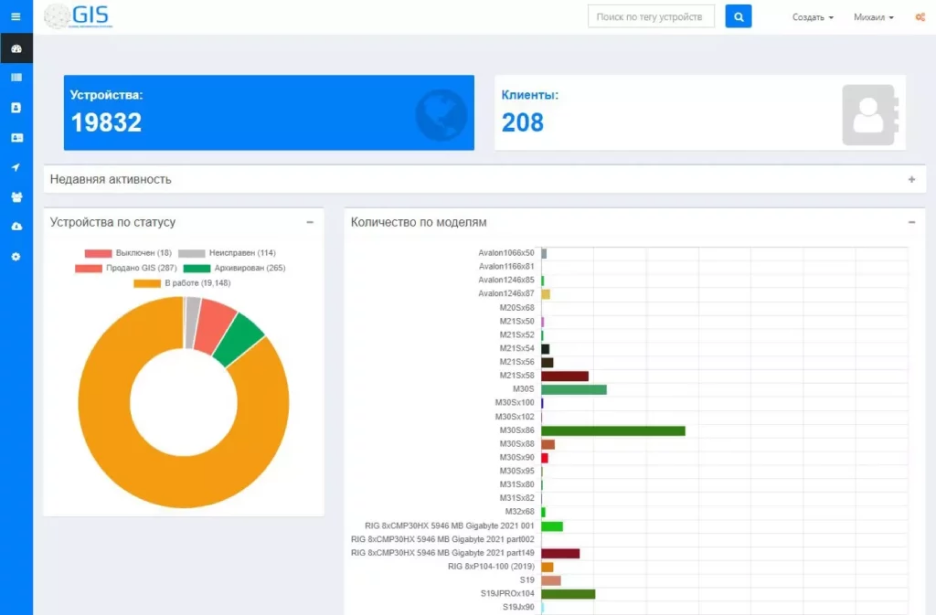 GIS
Поиск по тегу устройств
Создать
Михаил
Устройства:
19832
Клиенты:
208
Недавняя активность
Устройства по статусу
Выключен (18)
Неисправен (114)
Продано GIS (287)
Архивирован (265)
В работе (19,148)
Количество по моделям
Avalon1066x50
Avalon1166x81
Avalon1246x85
Avalon1246x87
M20Sx68
M21Sx50
M21Sx52
M21Sx54
M21Sx56
M21Sx58
M30S
M30Sx100
M30Sx102
M30Sx86
M30Sx88
M30Sx90
M30Sx95
M31Sx80
M31Sx82
M32x68
RIG 8xCMP30HX 5946 MB Gigabyte 2021 001
RIG 8xCMP30HX 5946 MB Gigabyte 2021 part002
RIG 8xCMP30HX 5946 MB Gigabyte 2021 part149
RIG 8xP104-100 (2019)
S19
S19JPROx104
S19Jx90